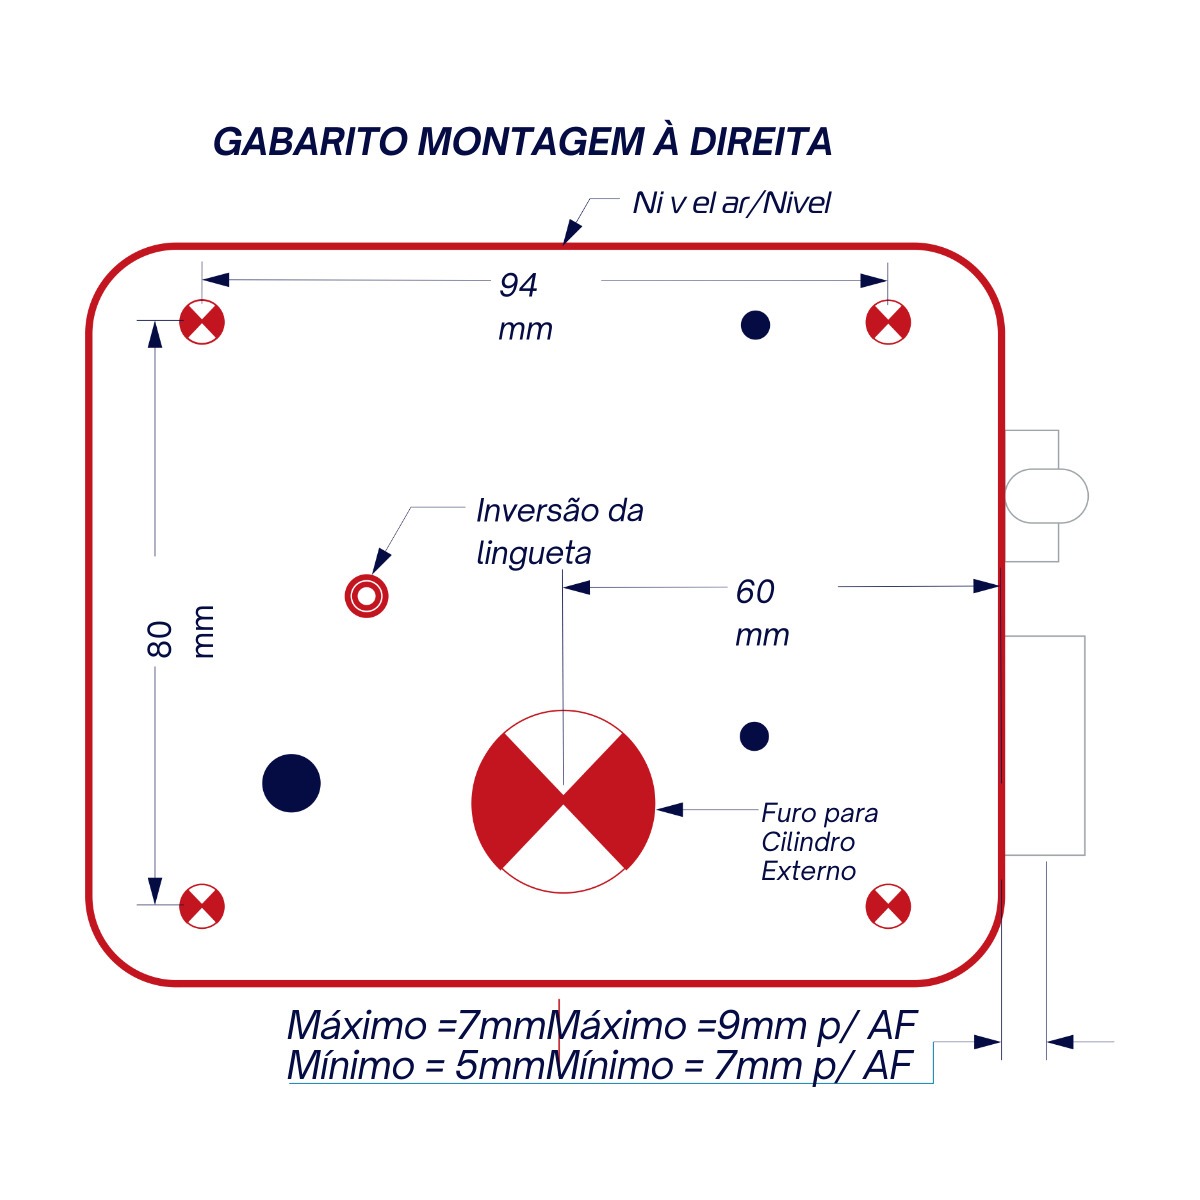 GABARITO MONTAGEM À DIREITA
Ni v el ar/Nivel
94
mm
Inversão da
lingueta
60
mm
80
mm
Furo para
Cilindro
Externo
Máximo =7mmMáximo =9mm p/ AF
Mínimo = 5mmMínimo = 7mm p/ AF